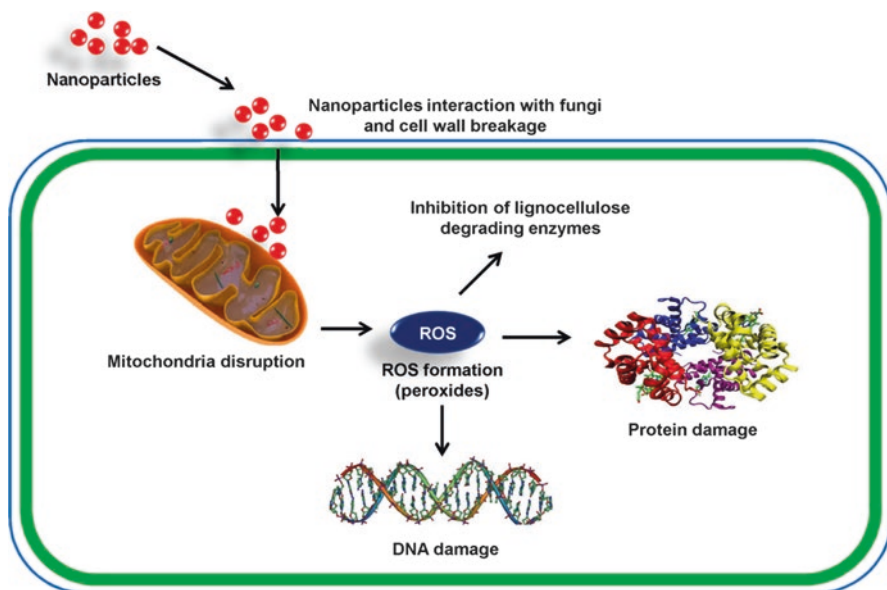 Nanoparticles
Nanoparticles interaction with fungi
and cell wall breakage
Inhibition of lignocellulose
degrading enzymes
Mitochondria disruption
ROS
ROS formation
(peroxides)
Protein damage
DNA damage